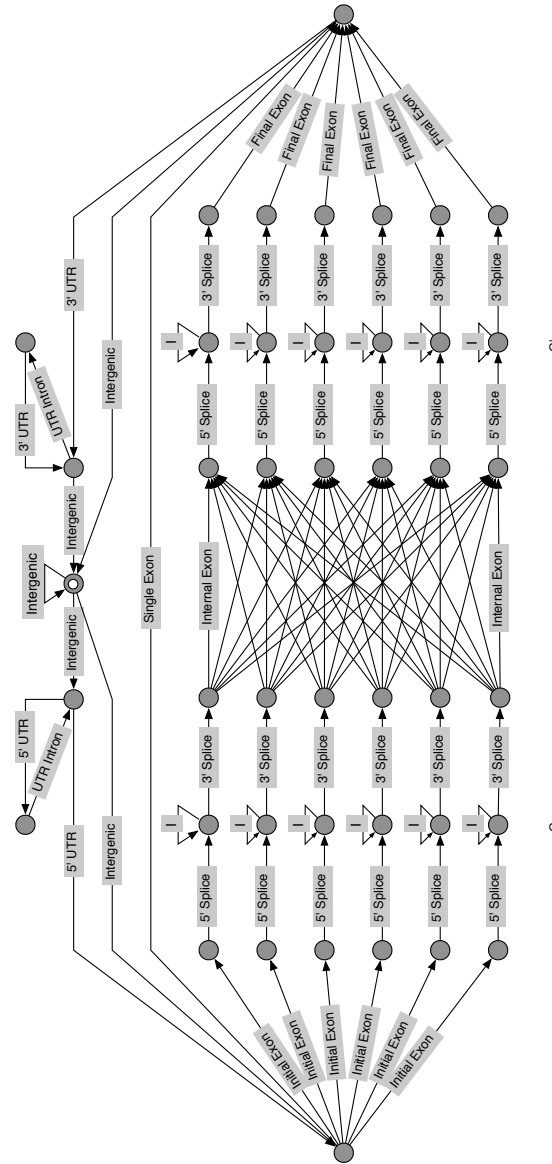 5' UTR
Intergenic
3' UTR
UTR Intron
UTR Intron
5' UTR
Intergenic
Intergenic
3' UTR
Intergenic
Intergenic
Single Exon
Initial Exon
5' Splice
I
3' Splice
Internal Exon
5' Splice
I
3' Splice
Final Exon
Initial Exon
5' Splice
I
3' Splice
5' Splice
I
3' Splice
Final Exon
Initial Exon
5' Splice
I
3' Splice
5' Splice
I
3' Splice
Final Exon
Initial Exon
5' Splice
I
3' Splice
5' Splice
I
3' Splice
Final Exon
Initial Exon
5' Splice
I
3' Splice
5' Splice
I
3' Splice
Final Exon
Initial Exon
5' Splice
I
3' Splice
Internal Exon
5' Splice
I
3' Splice
Final Exon